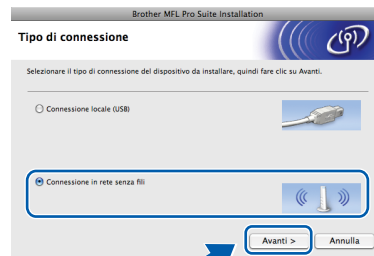 Brother MFL Pro Suite Installation
Tipo di connessione
Selezionare il tipo di connessione del dispositivo da installare, quindi fare clic su Avanti.
Connessione locale (USB)
Connessione in rete senza fili
Avanti >
Annulla